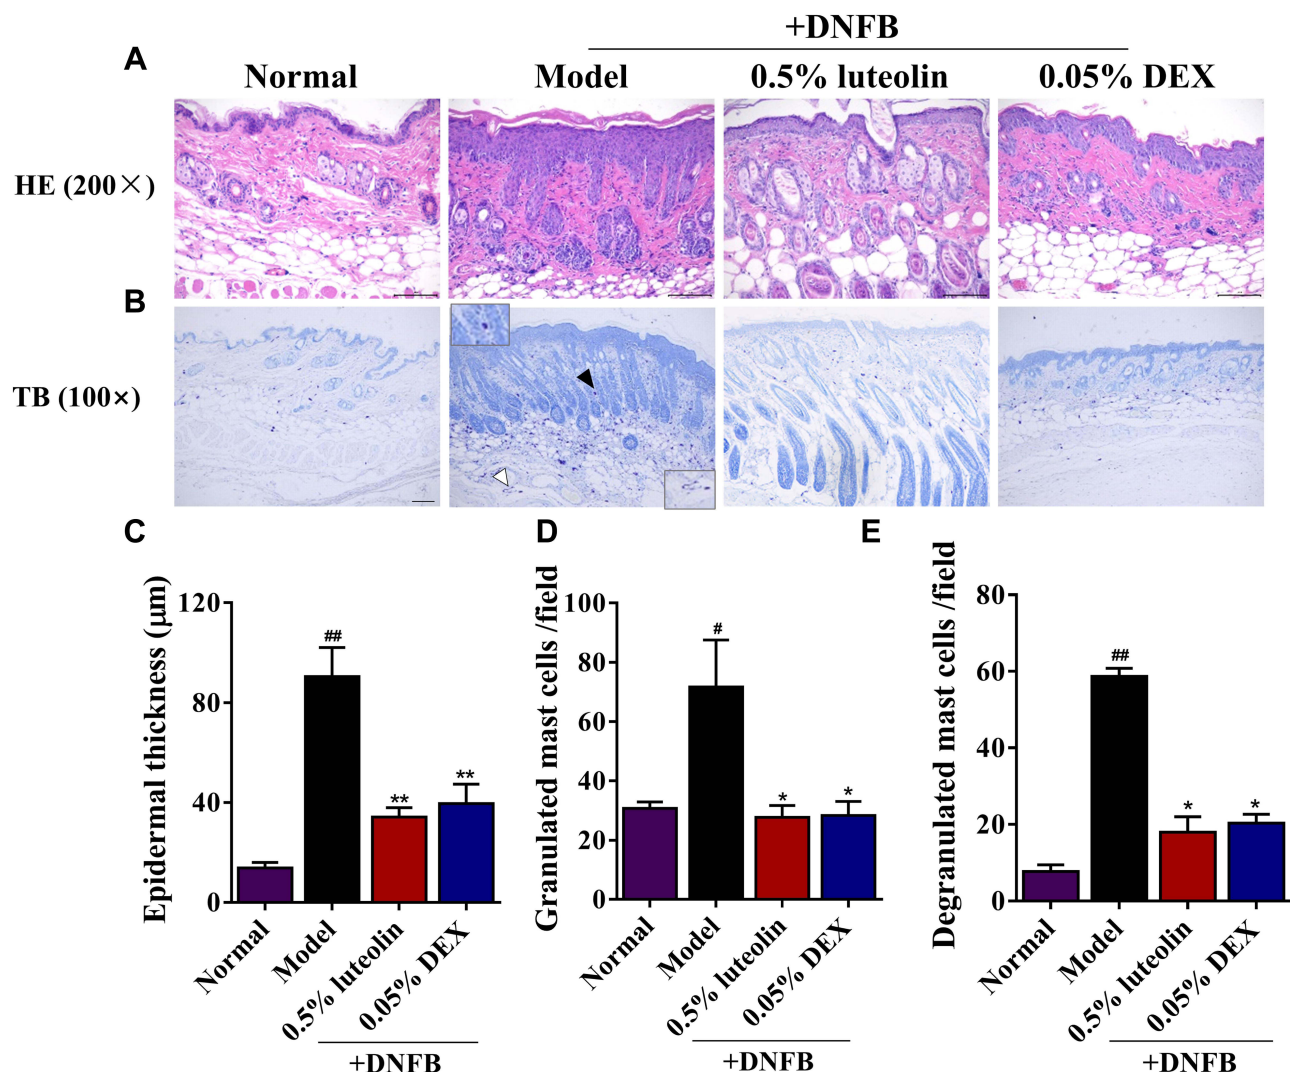 +DNFB
A
Normal
Model
0.5% luteolin
0.05% DEX
HE (200×)
B
TB (100×)
C
D
E
Epidermal thickness (μm)
120
80
40
0
##
**
**
Normal
Model
0.5% luteolin
0.05% DEX
+DNFB
Granulated mast cells /field
100
80
60
40
20
0
#
*
*
Normal
Model
0.5% luteolin
0.05% DEX
+DNFB
Degranulated mast cells /field
80
60
40
20
0
##
*
*
Normal
Model
0.5% luteolin
0.05% DEX
+DNFB